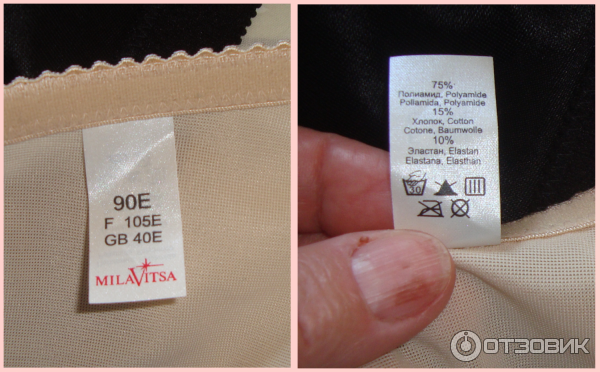 90E
F 105E
GB 40E
MILAVITSA
75%
Полиамид, Polyamide
Poliamida, Polyamide
15%
Хлопок, Cotton
Cotone, Baumwolle
10%
Эластан, Elastan
Elastana, Elasthan
30
ОТЗОВИК